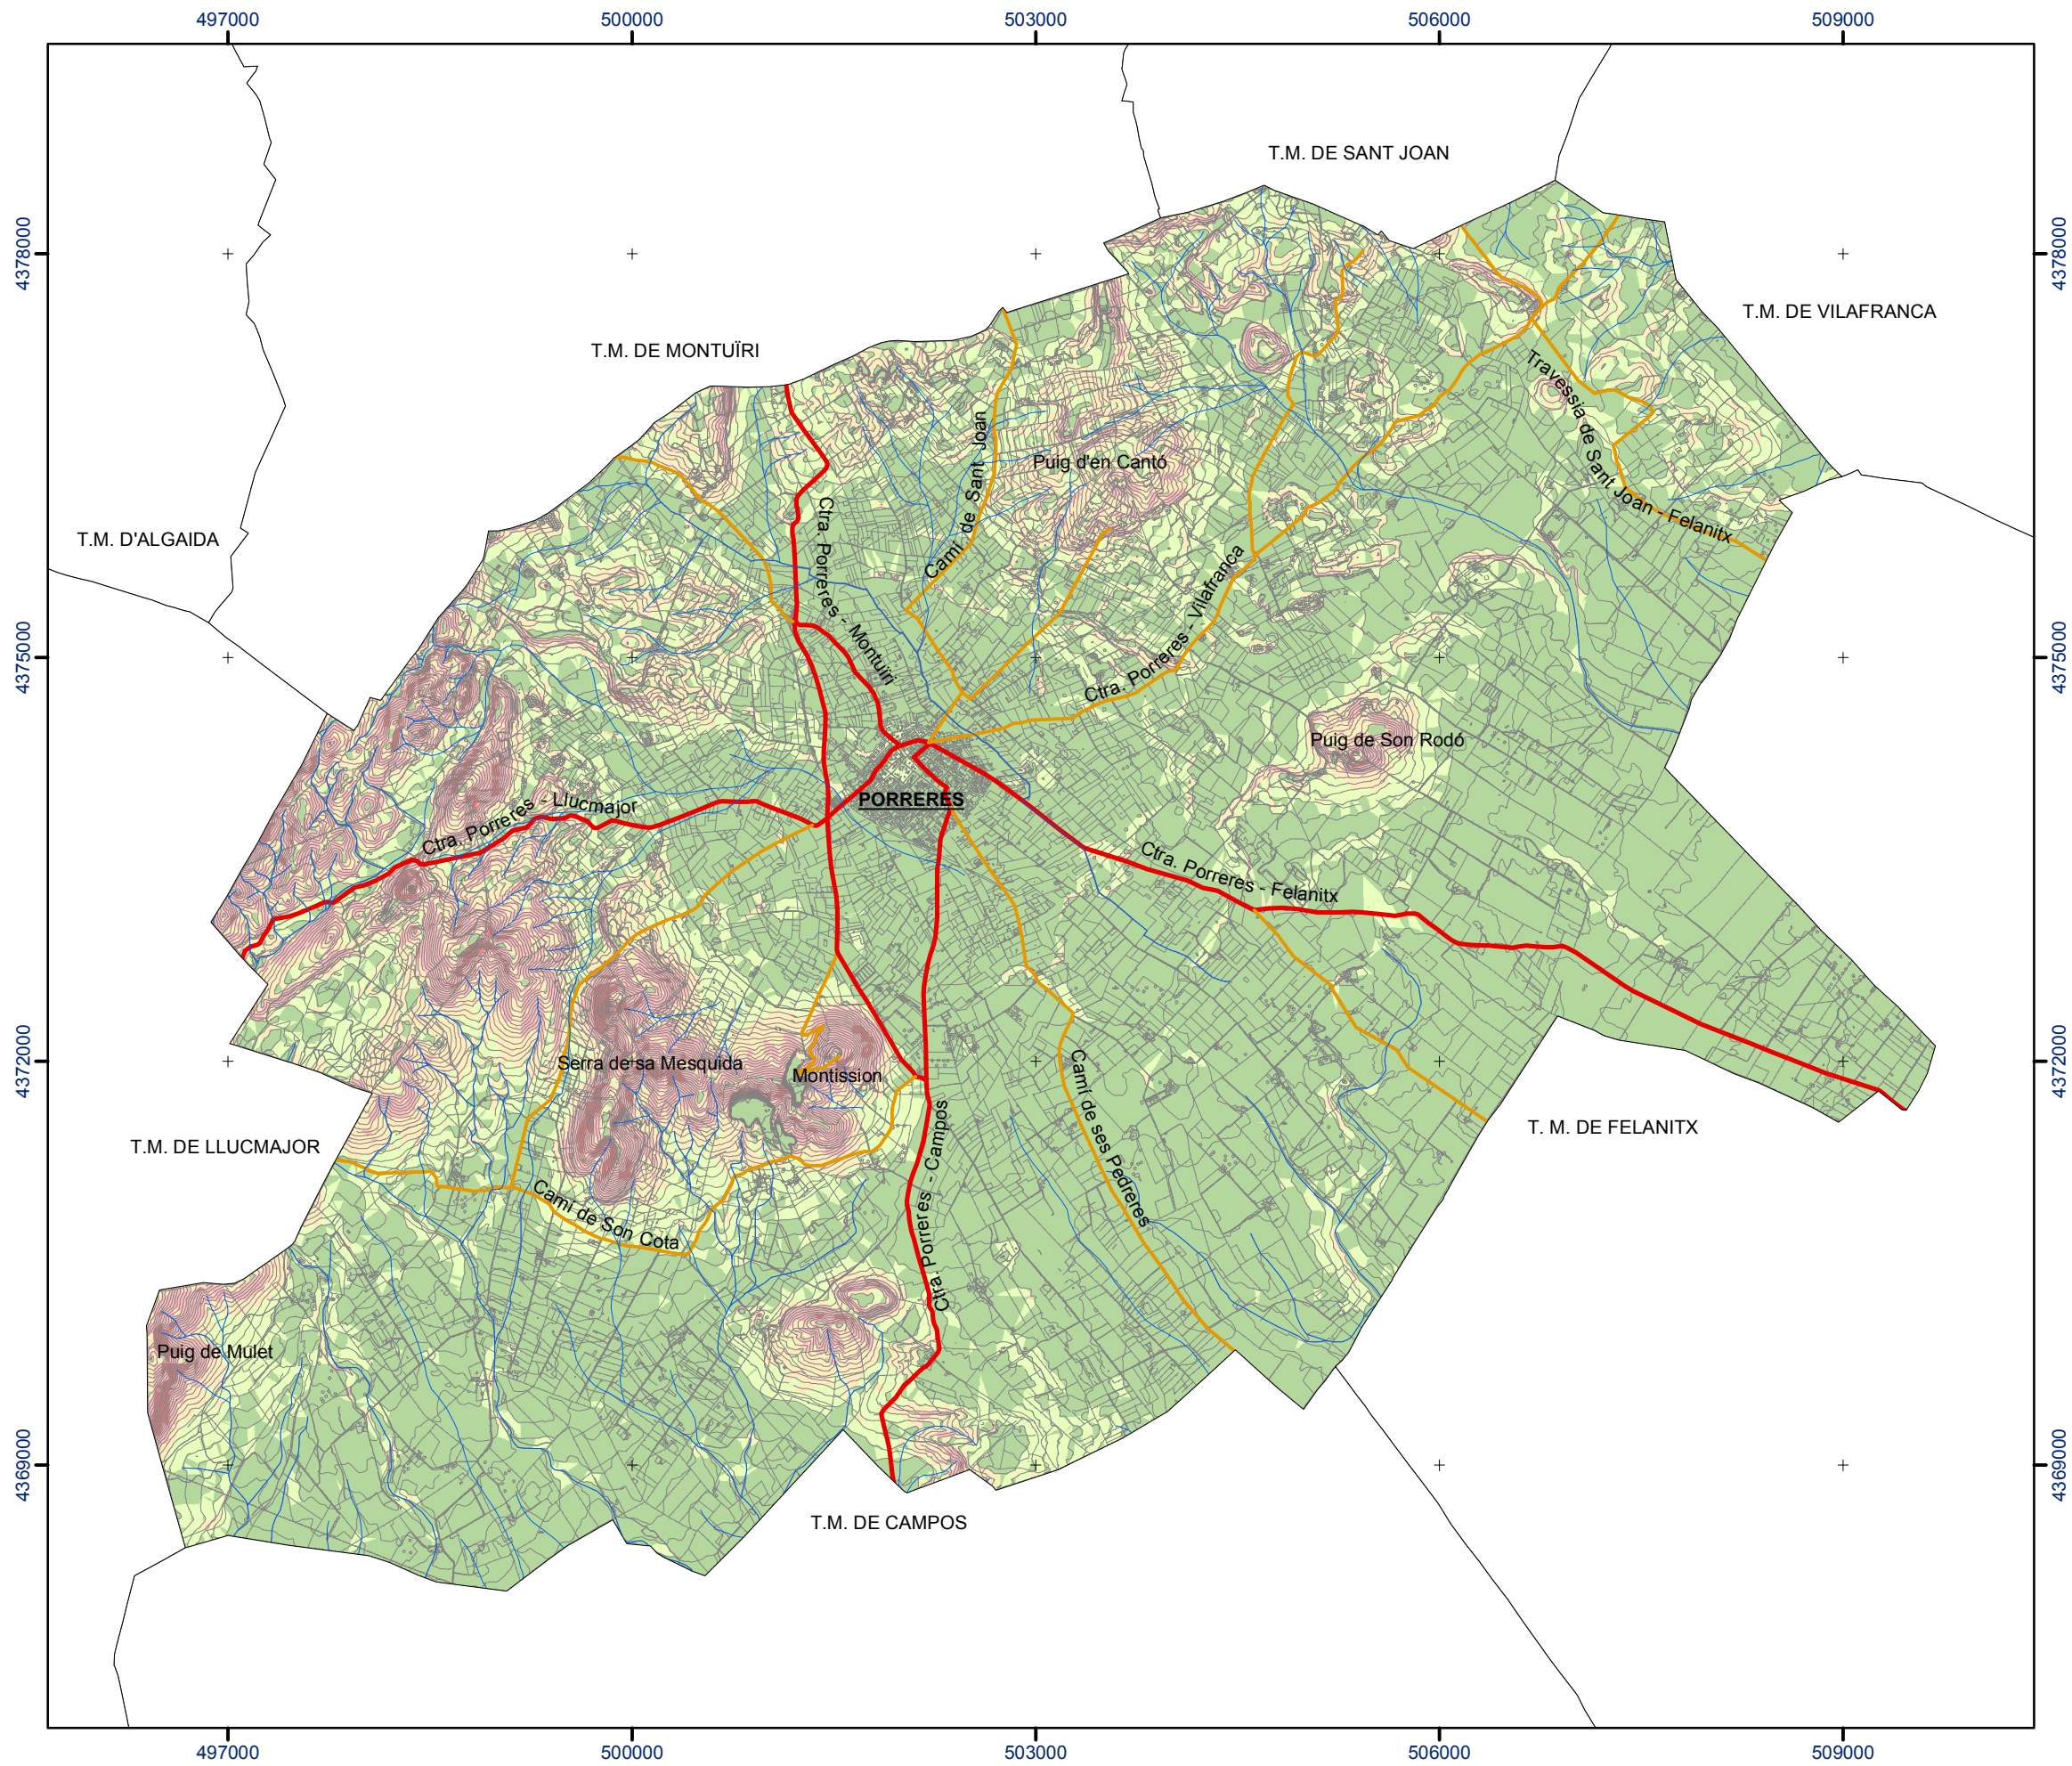 497000 500000 503000 506000 509000
T.M. DE SANT JOAN
4378000 4378000
T.M. DE VILAFRANCA
T.M. DE MONTUÏRI
Travessia de Sant Joan - Felanitx
Camí de Sant Joan
Puig d'en Cantó
Ctra. Porreres - Montuïri
T.M. D'ALGAIDA
Ctra. Porreres - Vilafranca
4375000 4375000
Puig de Son Rodó
PORRERES
Ctra. Porreres - Llucmajor
Ctra. Porreres - Felanitx
4372000 4372000
Serra de sa Mesquida
Montission
Camí de ses Pedreres
Ctra. Porreres - Campos
T. M. DE FELANITX
T.M. DE LLUCMAJOR
Camí de Son Cota
Puig de Mulet
4369000 4369000
T.M. DE CAMPOS
497000 500000 503000 506000 509000